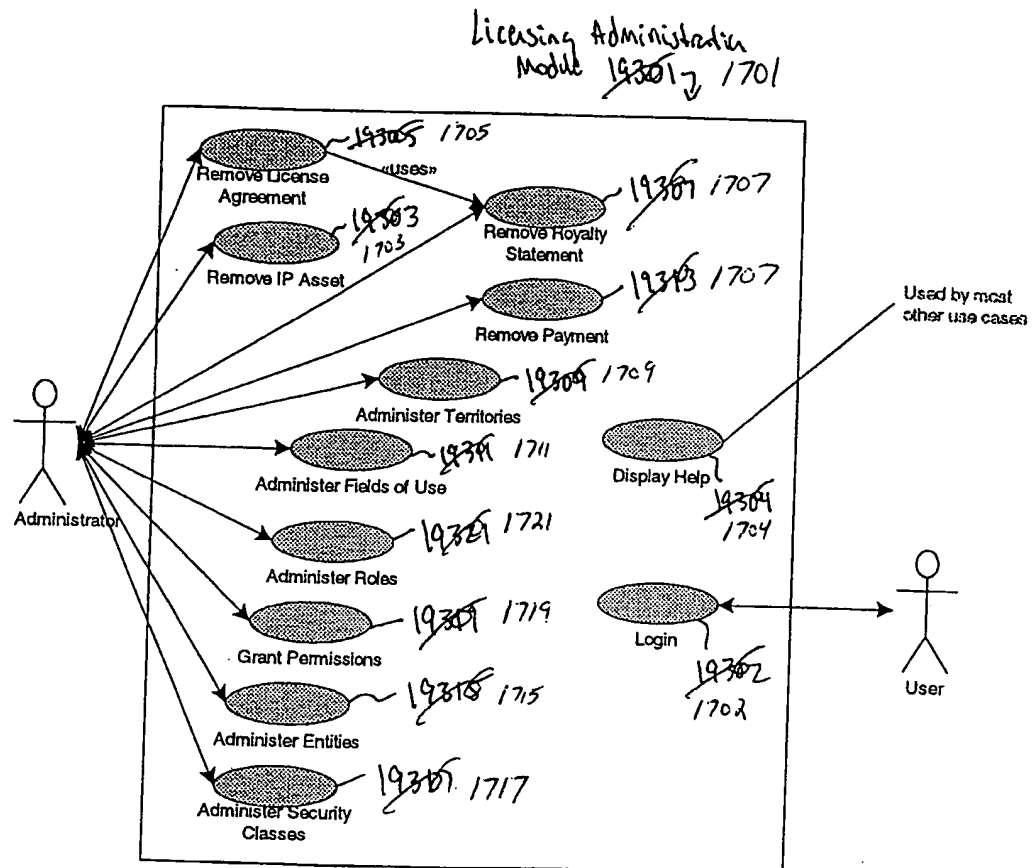 Licensing Administration
Module 19301 1701
19305 1705
«uses»
Remove License
Agreement
19307 1707
Remove Royalty
Statement
19303
1703
Remove IP Asset
19313 1707
Remove Payment
Used by most
other use cases
19309 1709
Administer Territories
19311 1711
Administer Fields of Use
Display Help
19304
1704
Administrator
19321 1721
Administer Roles
19319 1719
Grant Permissions
Login
19302
1702
User
1715
Administer Entities
19317 1717
Administer Security
Classes